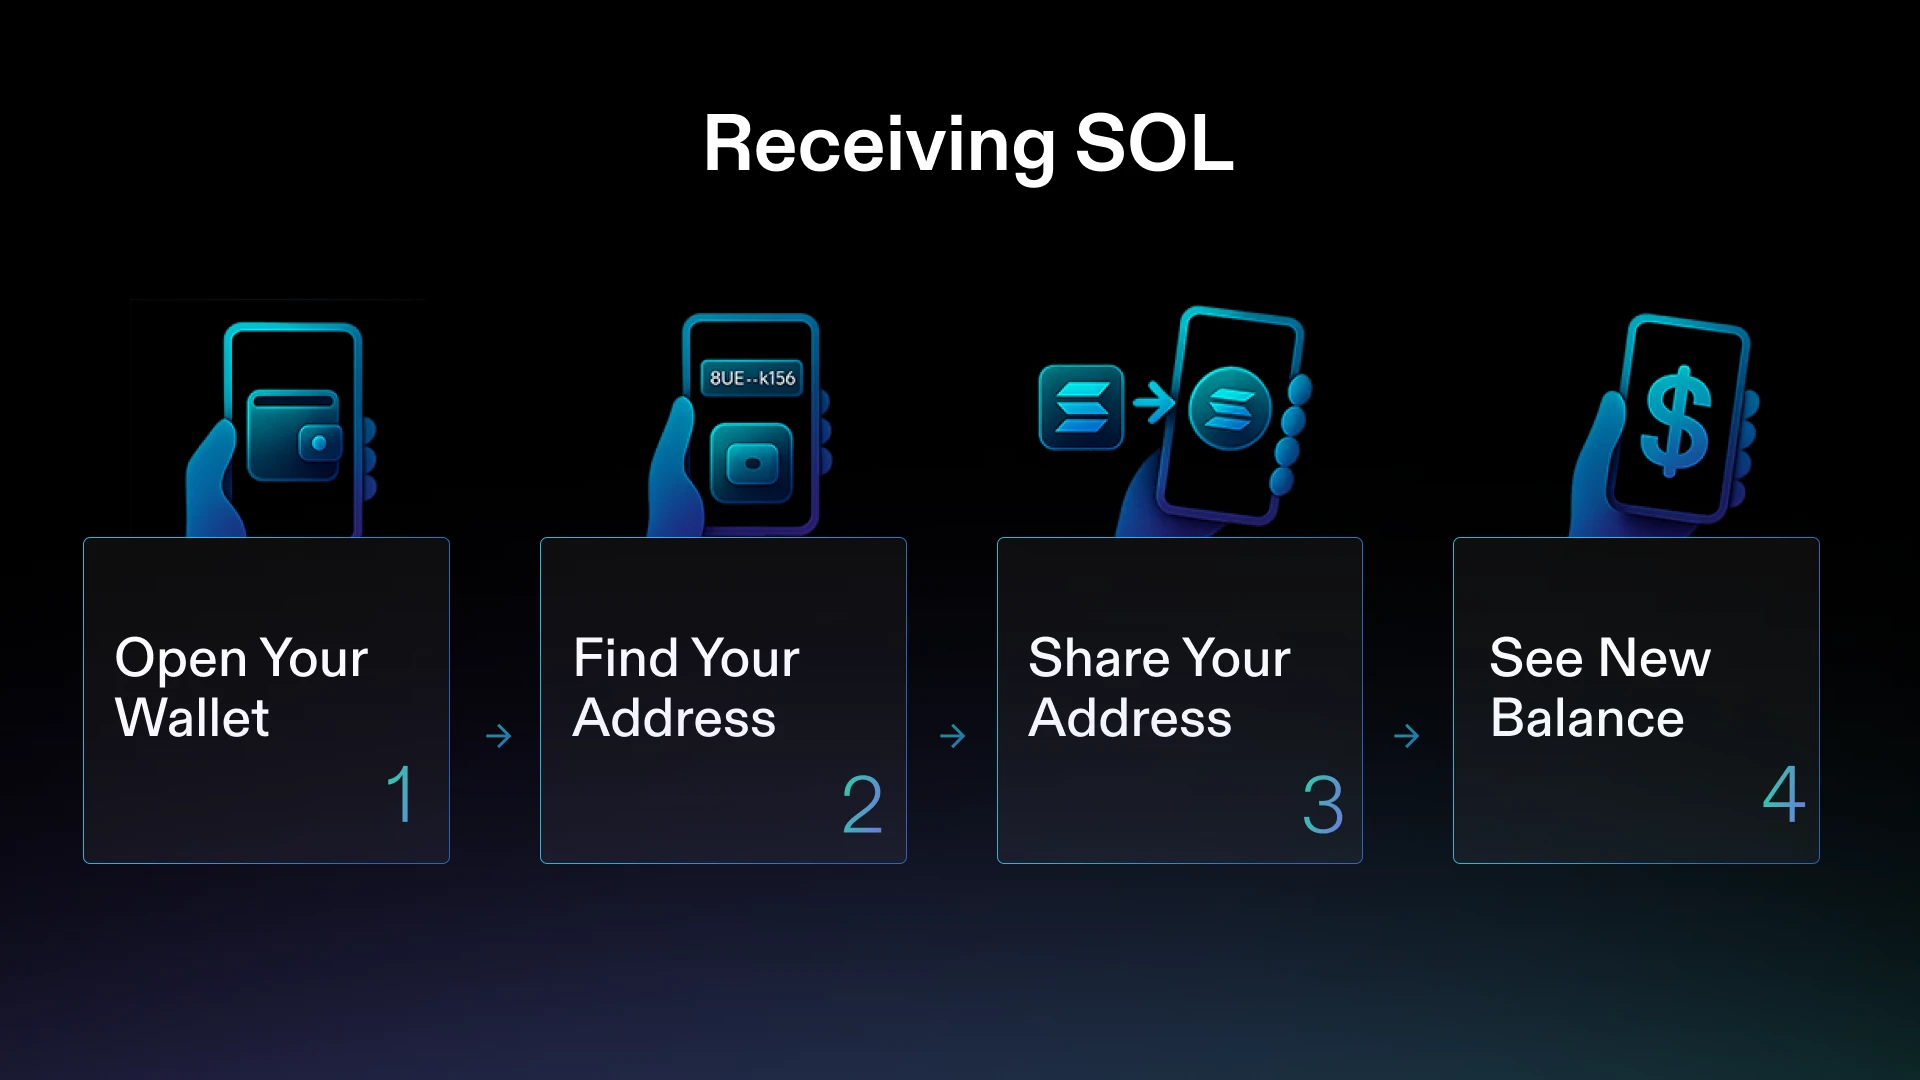 Receiving SOL
8UE--k156
Open Your
Wallet
1
Find Your
Address
2
Share Your
Address
3
$
See New
Balance
4